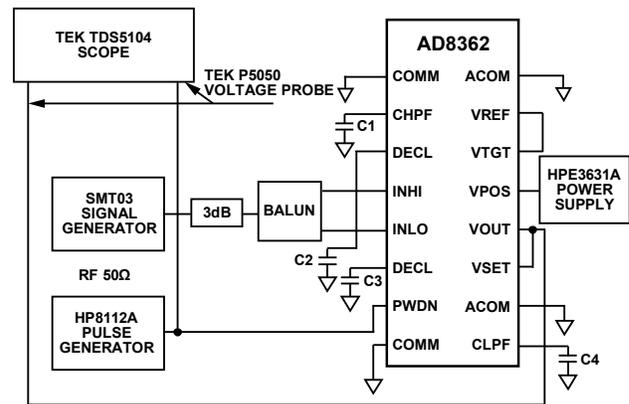 TEK TDS5104
SCOPE
TEK P5050
VOLTAGE PROBE
SMT03
SIGNAL
GENERATOR
3dB
BALUN
RF 50Ω
HP8112A
PULSE
GENERATOR
C1
C2
C3
AD8362
COMM
CHPF
DECL
INHI
INLO
DECL
PWDN
COMM
ACOM
VREF
VTGT
VPOS
VOUT
VSET
ACOM
CLPF
HPE3631A
POWER
SUPPLY
C4